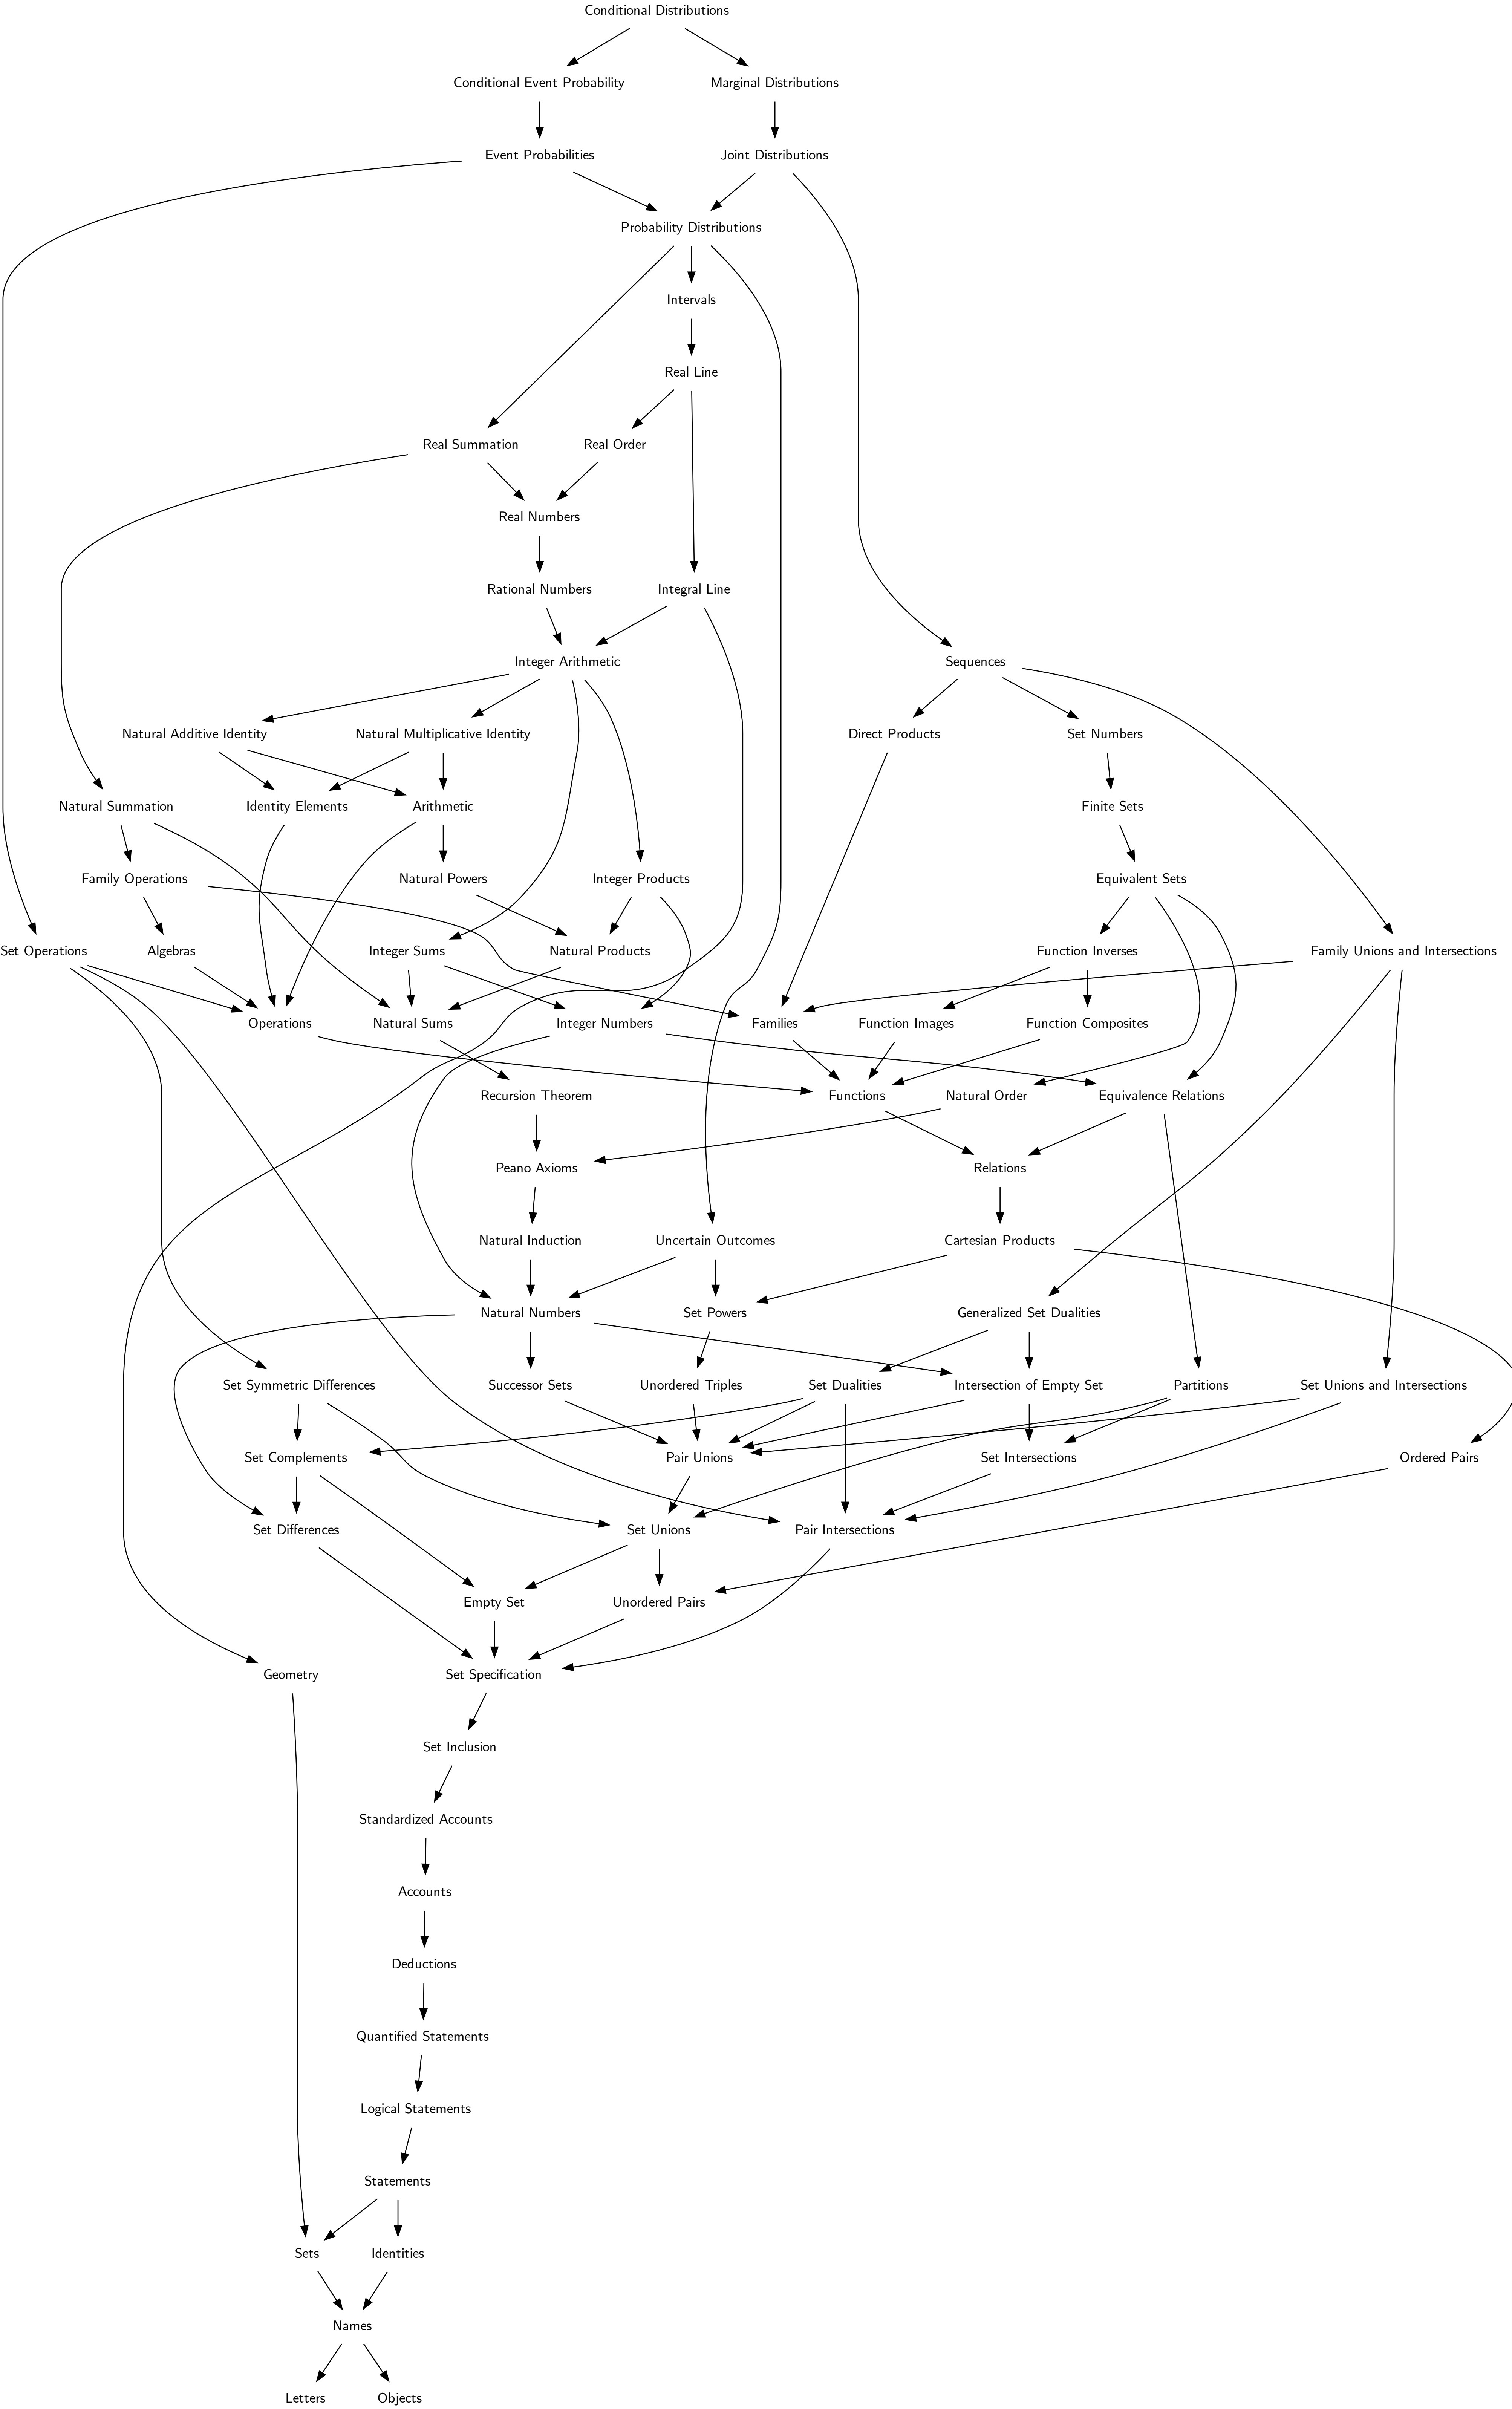 Conditional Distributions
Conditional Event Probability
Marginal Distributions
Event Probabilities
Joint Distributions
Probability Distributions
Intervals
Real Line
Real Summation
Real Order
Real Numbers
Rational Numbers
Integral Line
Integer Arithmetic
Sequences
Natural Additive Identity
Natural Multiplicative Identity
Direct Products
Set Numbers
Natural Summation
Identity Elements
Arithmetic
Finite Sets
Family Operations
Natural Powers
Integer Products
Equivalent Sets
Set Operations
Algebras
Integer Sums
Natural Products
Function Inverses
Family Unions and Intersections
Operations
Natural Sums
Integer Numbers
Families
Function Images
Function Composites
Recursion Theorem
Functions
Natural Order
Equivalence Relations
Peano Axioms
Relations
Natural Induction
Uncertain Outcomes
Cartesian Products
Natural Numbers
Set Powers
Generalized Set Dualities
Set Symmetric Differences
Successor Sets
Unordered Triples
Set Dualities
Intersection of Empty Set
Partitions
Set Unions and Intersections
Set Complements
Pair Unions
Set Intersections
Ordered Pairs
Set Differences
Set Unions
Pair Intersections
Empty Set
Unordered Pairs
Geometry
Set Specification
Set Inclusion
Standardized Accounts
Accounts
Deductions
Quantified Statements
Logical Statements
Statements
Sets
Identities
Names
Letters
Objects